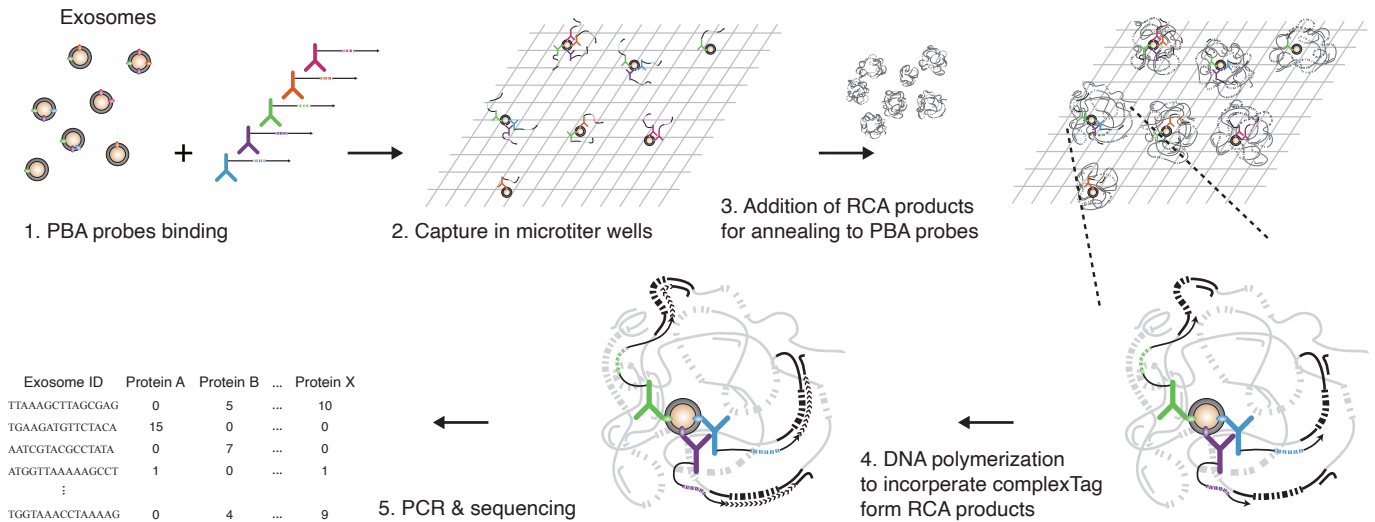 Exosomes
+
1. PBA probes binding
2. Capture in microtiter wells
3. Addition of RCA products
for annealing to PBA probes
4. DNA polymerization
to incorperate complexTag
form RCA products
5. PCR & sequencing
Exosome ID Protein A Protein B ... Protein X
TTAAAGCTTAGCGAG 0 5 ... 10
TGAAGATGTTCTACA 15 0 ... 0
AATCGTACGCCTATA 0 7 ... 0
ATGGTTAAAAAGCCT 1 0 ... 1
⋮
TGGTAAACCTAAAAG 0 4 ... 9